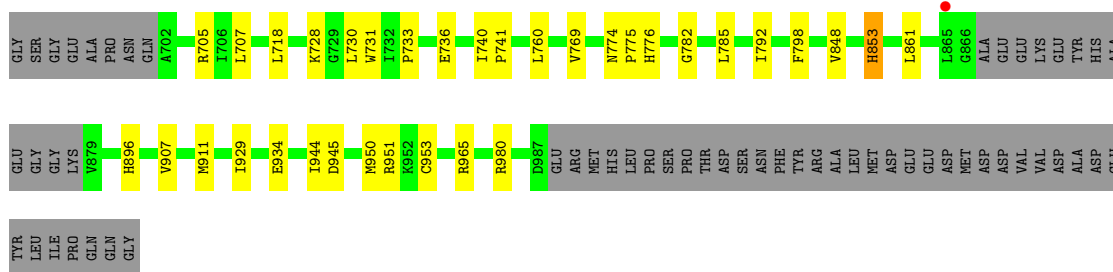 GLY SER GLY GLU ALA PRO ASN GLN A702 R705 I706 L707 L718 K728 G729 L730 W731 I732 P733 E736 I740 P741 L760 V769 N774 P775 H776 G782 L785 I792 F798 V848 H853 L861 L865 G866 ALA GLU GLU LYS GLU TYR HIS ALA
GLU GLY GLY LYS V879 H896 V907 M911 I929 E934 I944 D945 M950 R951 K952 C953 R965 R980 D987 GLU ARG MET HIS LEU PRO SER PRO THR ASP SER ASN PHE TYR ARG ALA LEU MET ASP GLU GLU ASP MET ASP ASP VAL VAL ASP ALA ASP GLU
TYR LEU ILE PRO GLN GLN GLY